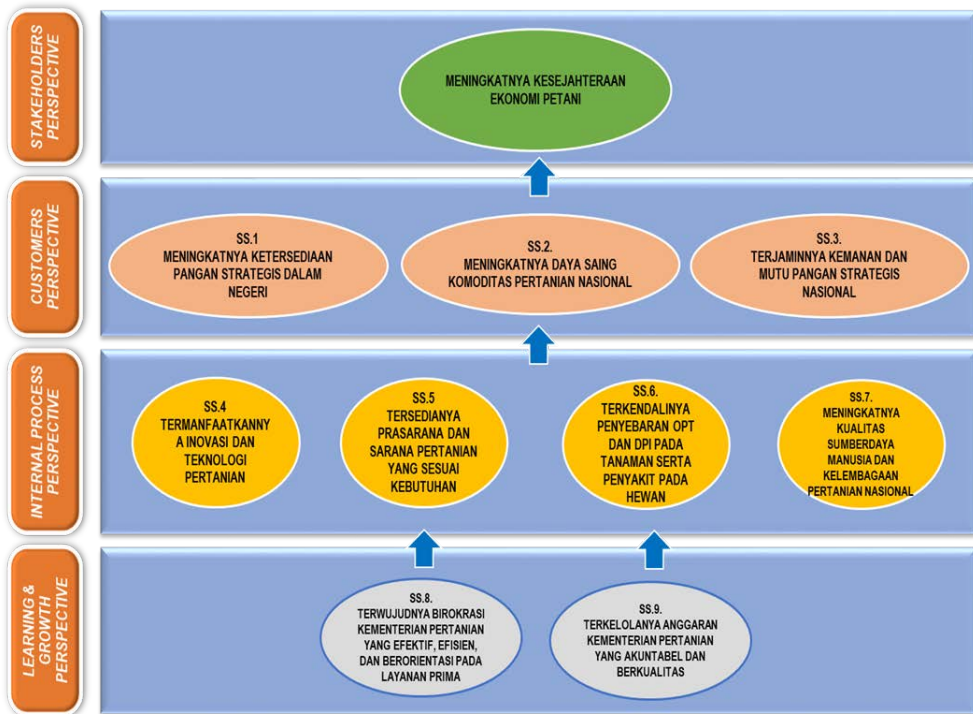 STAKEHOLDERS
PERSPECTIVE
MENINGKATNYA KESEJAHTERAAN
EKONOMI PETANI
CUSTOMERS
PERSPECTIVE
SS.1
MENINGKATNYA KETERSEDIAAN
PANGAN STRATEGIS DALAM
NEGERI
SS.2.
MENINGKATNYA DAYA SAING
KOMODITAS PERTANIAN NASIONAL
SS.3.
TERJAMINNYA KEMANAN DAN
MUTU PANGAN STRATEGIS
NASIONAL
INTERNAL PROCESS
PERSPECTIVE
SS.4
TERMANFAATKANNY
A INOVASI DAN
TEKNOLOGI
PERTANIAN
SS.5
TERSEDIANYA
PRASARANA DAN
SARANA PERTANIAN
YANG SESUAI
KEBUTUHAN
SS.6.
TERKENDALINYA
PENYEBARAN OPT
DAN DPI PADA
TANAMAN SERTA
PENYAKIT PADA
HEWAN
SS.7.
MENINGKATNYA
KUALITAS
SUMBERDAYA
MANUSIA DAN
KELEMBAGAAN
PERTANIAN NASIONAL
LEARNING &
GROWTH
PERSPECTIVE
SS.8.
TERWUJUDNYA BIROKRASI
KEMENTERIAN PERTANIAN
YANG EFEKTIF, EFISIEN,
DAN BERORIENTASI PADA
LAYANAN PRIMA
SS.9.
TERKELOLANYA ANGGARAN
KEMENTERIAN PERTANIAN
YANG AKUNTABEL DAN
BERKUALITAS